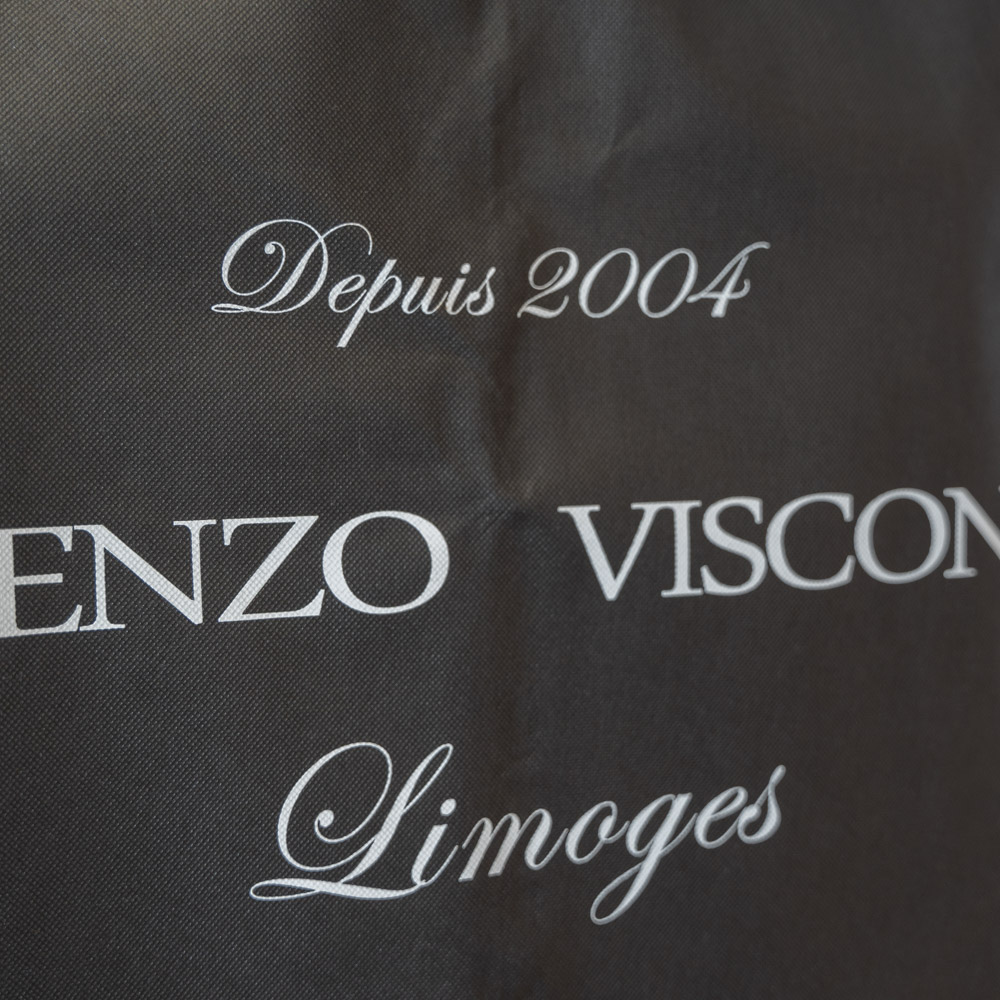 Depuis 2004
ENZO VISCON
Limoges